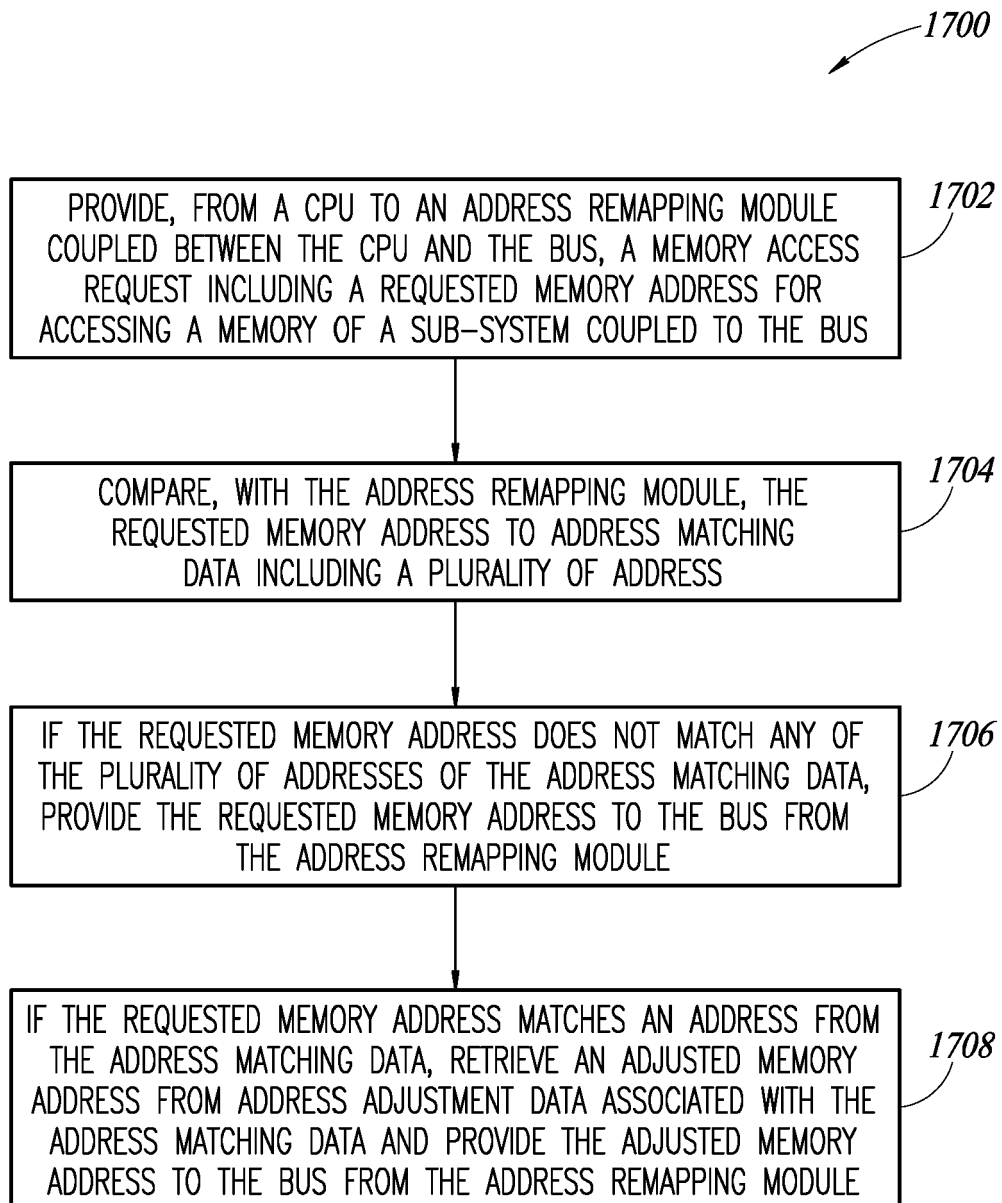 1700
PROVIDE, FROM A CPU TO AN ADDRESS REMAPPING MODULE
COUPLED BETWEEN THE CPU AND THE BUS, A MEMORY ACCESS
REQUEST INCLUDING A REQUESTED MEMORY ADDRESS FOR
ACCESSING A MEMORY OF A SUB-SYSTEM COUPLED TO THE BUS
1702
COMPARE, WITH THE ADDRESS REMAPPING MODULE, THE
REQUESTED MEMORY ADDRESS TO ADDRESS MATCHING
DATA INCLUDING A PLURALITY OF ADDRESS
1704
IF THE REQUESTED MEMORY ADDRESS DOES NOT MATCH ANY OF
THE PLURALITY OF ADDRESSES OF THE ADDRESS MATCHING DATA,
PROVIDE THE REQUESTED MEMORY ADDRESS TO THE BUS FROM
THE ADDRESS REMAPPING MODULE
1706
IF THE REQUESTED MEMORY ADDRESS MATCHES AN ADDRESS FROM
THE ADDRESS MATCHING DATA, RETRIEVE AN ADJUSTED MEMORY
ADDRESS FROM ADDRESS ADJUSTMENT DATA ASSOCIATED WITH THE
ADDRESS MATCHING DATA AND PROVIDE THE ADJUSTED MEMORY
ADDRESS TO THE BUS FROM THE ADDRESS REMAPPING MODULE
1708